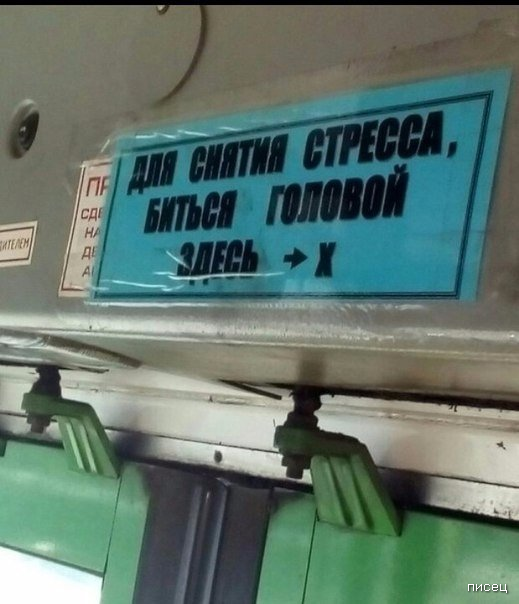 ДЛЯ СНЯТИЯ СТРЕССА,
БИТЬСЯ ГОЛОВОЙ
ЗДЕСЬ → X
писец